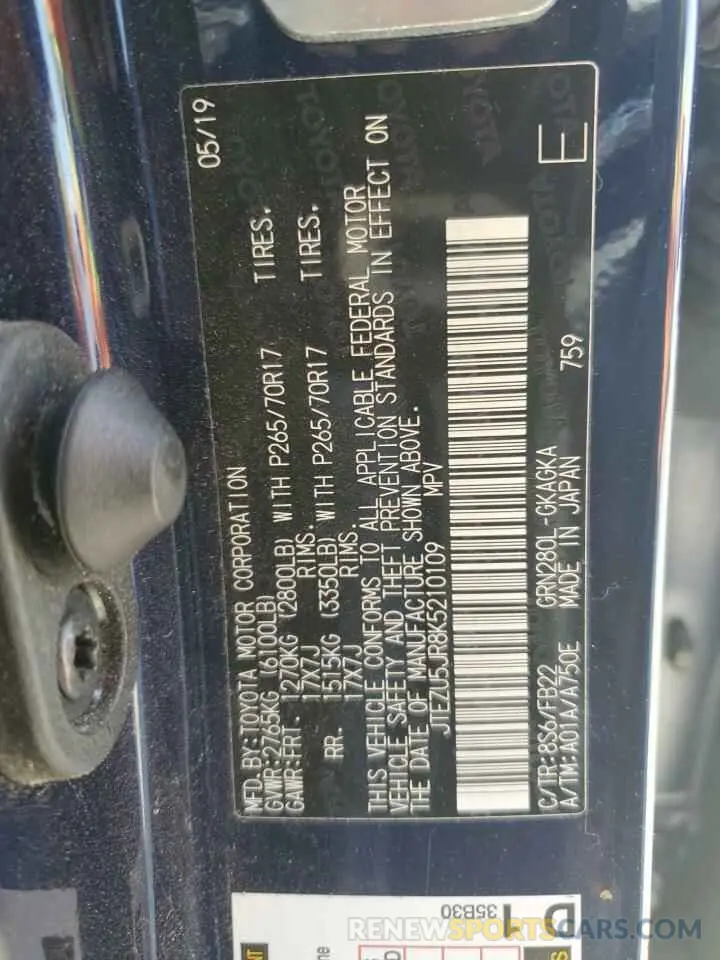 MFD. BY: TOYOTA MOTOR CORPORATION 05/19
GVWR: 2765KG (6100LB)
GAWR: FRT. 1270KG (2800LB) WITH P265/70R17 TIRES.
17X7J RIMS.
RR. 1515KG (3350LB) WITH P265/70R17 TIRES.
17X7J RIMS.
THIS VEHICLE CONFORMS TO ALL APPLICABLE FEDERAL MOTOR
VEHICLE SAFETY AND THEFT PREVENTION STANDARDS IN EFFECT ON
THE DATE OF MANUFACTURE SHOWN ABOVE.
JTEZU5JR8K5210109 MPV
C/TR: 8S6/FB22 GRN280L-GKAGKA
A/TM: A01A/A750E MADE IN JAPAN 759 E
35B30
RENEWSPORTSCARS.COM